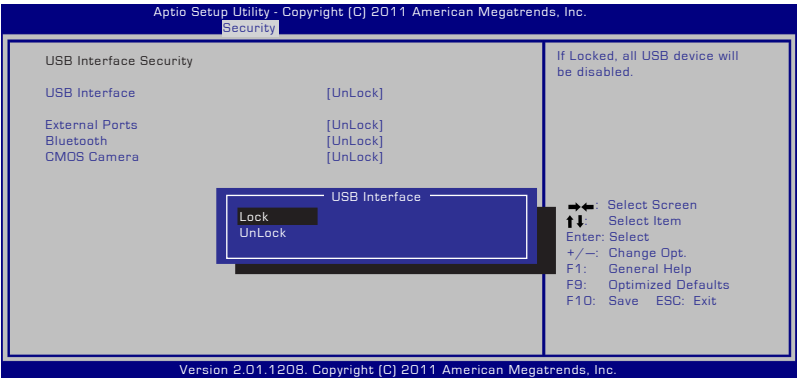 Aptio Setup Utility - Copyright (C) 2011 American Megatrends, Inc.
Security
USB Interface Security
USB Interface [UnLock]
External Ports [UnLock]
Bluetooth [UnLock]
CMOS Camera [UnLock]
USB Interface
Lock
UnLock
If Locked, all USB device will
be disabled.
→←: Select Screen
↑↓: Select Item
Enter: Select
+/—: Change Opt.
F1: General Help
F9: Optimized Defaults
F10: Save ESC: Exit
Version 2.01.1208. Copyright (C) 2011 American Megatrends, Inc.